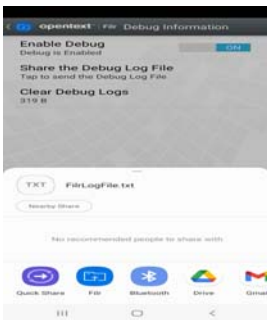 opentext | Filr Debug Information
Enable Debug
Debug is Enabled
ON
Share the Debug Log File
Tap to send the Debug Log File
Clear Debug Logs
319 B
TXT FilrLogFile.txt
Nearby Share
No recommended people to share with
Quick Share Filr Bluetooth Drive Gmai